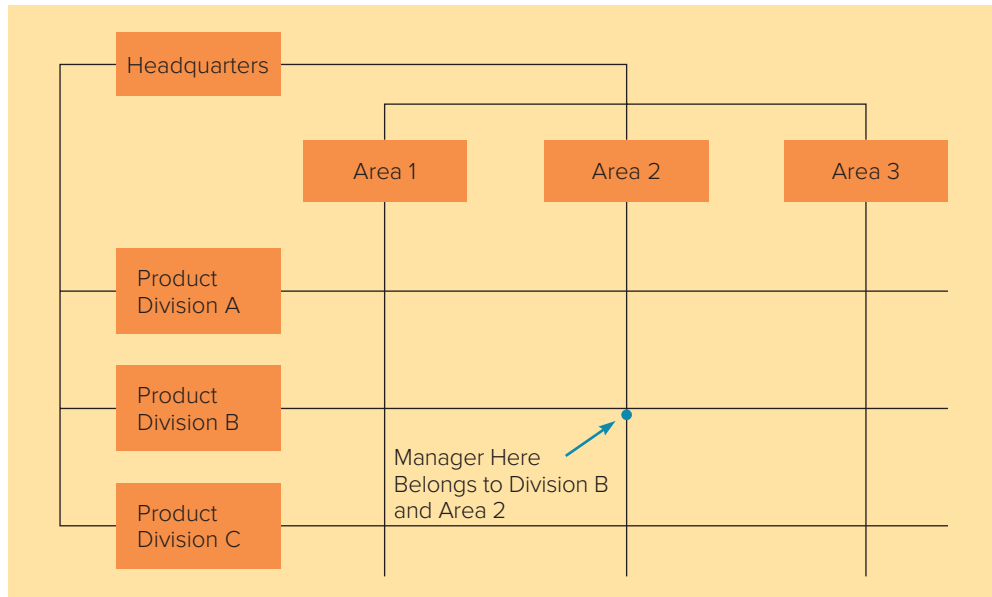 Headquarters
Area 1
Area 2
Area 3
Product
Division A
Product
Division B
Manager Here
Belongs to Division B
and Area 2
Product
Division C